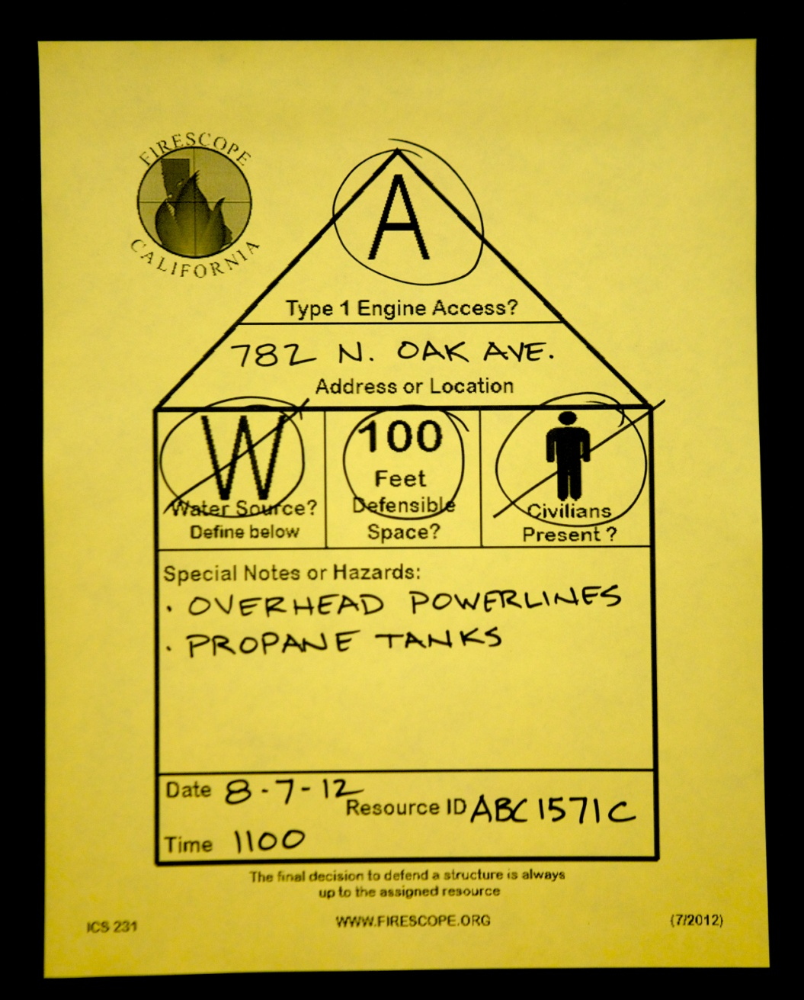 FIRESCOPE
CALIFORNIA
A
Type 1 Engine Access?
782 N. OAK AVE.
Address or Location
W
Water Source?
Define below
100
Feet
Defensible
Space?
Civilians
Present ?
Special Notes or Hazards:
· OVERHEAD POWERLINES
· PROPANE TANKS
Date 8-7-12
Resource ID ABC 1571C
Time 1100
The final decision to defend a structure is always
up to the assigned resource
ICS 231 WWW.FIRESCOPE.ORG (7/2012)